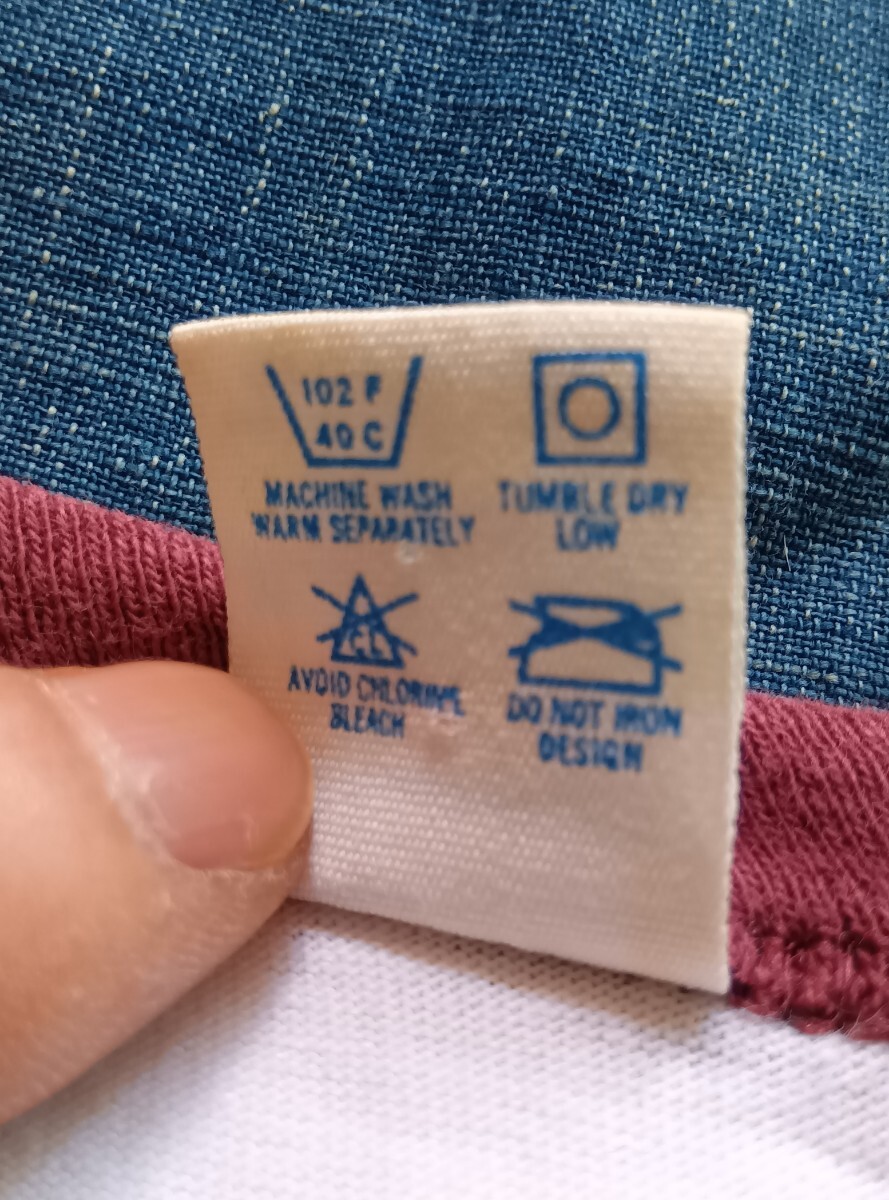 102 F
40 C
MACHINE WASH
WARM SEPARATELY
TUMBLE DRY
LOW
CL
AVOID CHLORINE
BLEACH
DO NOT IRON
DESIGN